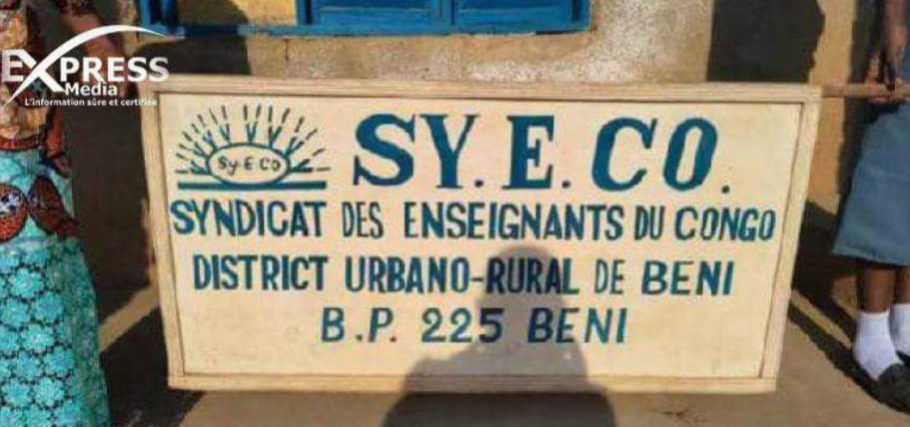 EXPRESS
Media
L'information sûre et certifiée
Sy E CO
SY.E.CO.
SYNDICAT DES ENSEIGNANTS DU CONGO
DISTRICT URBANO-RURAL DE BENI
B.P. 225 BENI